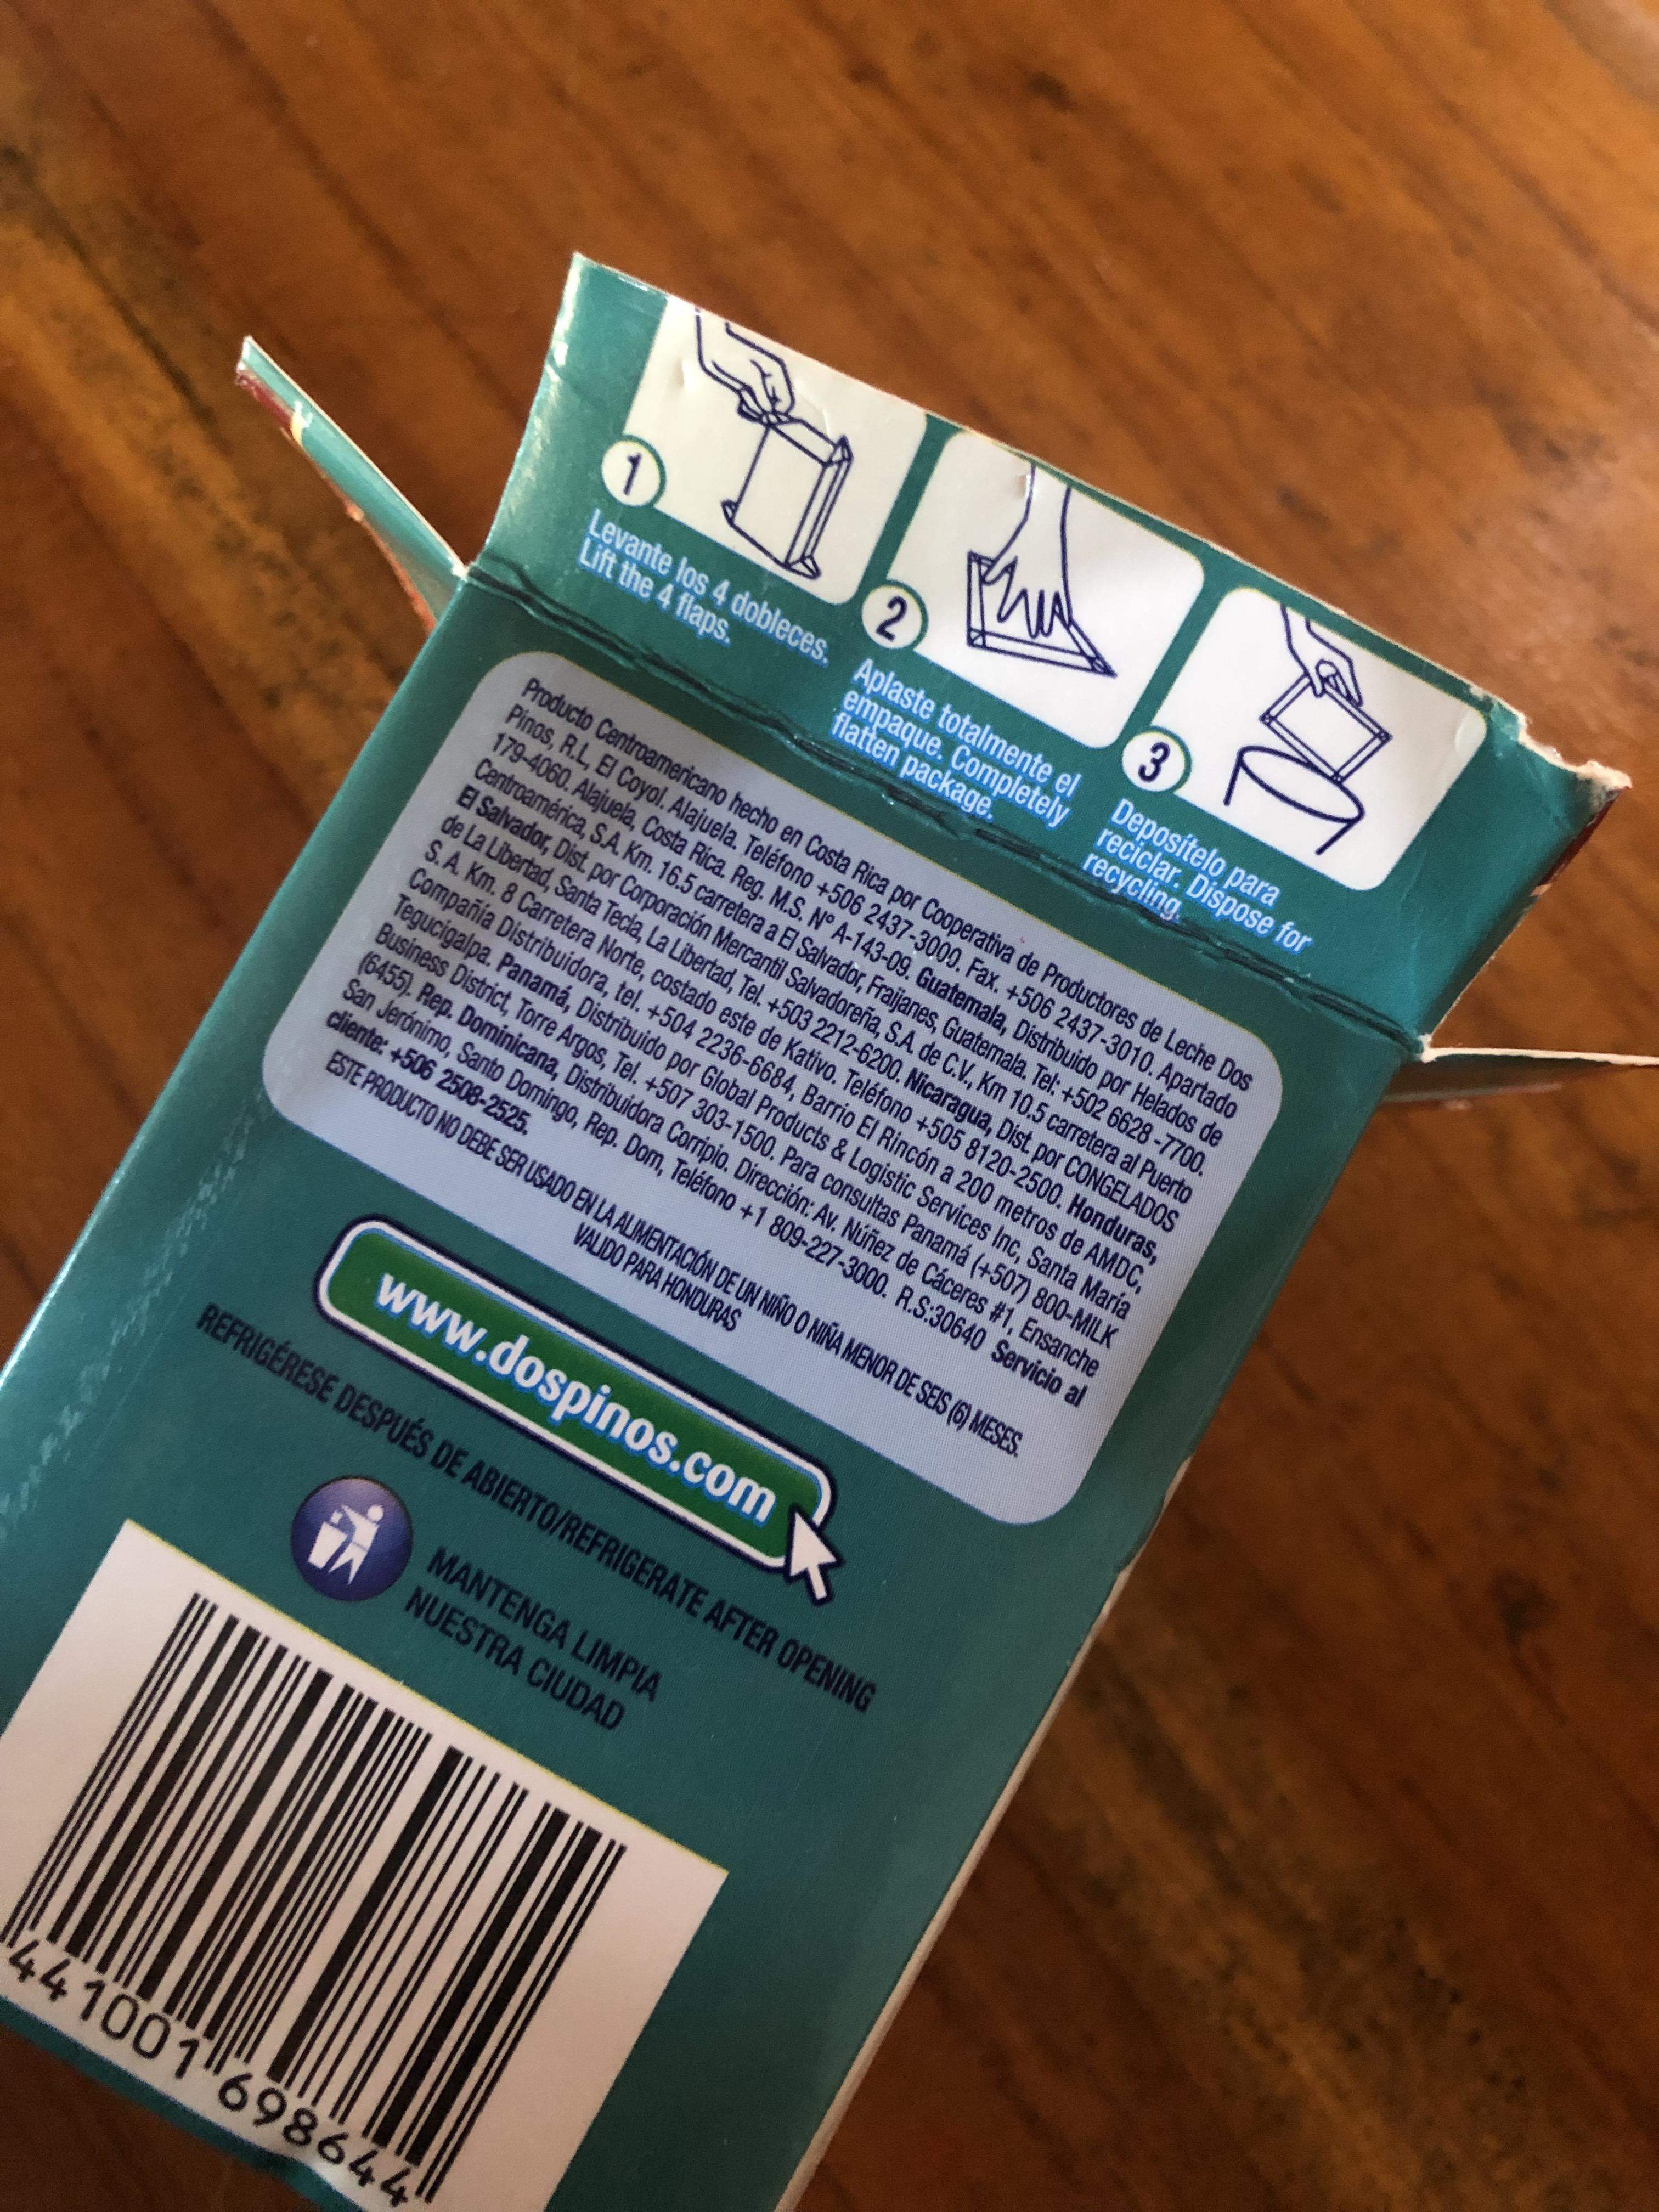 1
Levante los 4 dobleces.
Lift the 4 flaps.
2
Aplaste totalmente el
empaque. Completely
flatten package.
3
Deposítelo para
reciclar. Dispose for
recycling.
Producto Centroamericano hecho en Costa Rica por Cooperativa de Productores de Leche Dos
Pinos, R.L, El Coyol. Alajuela. Teléfono +506 2437-3000. Fax. +506 2437-3010. Apartado
179-4060. Alajuela, Costa Rica. Reg. M.S. N° A-143-09. Guatemala, Distribuido por Helados de
Centroamérica, S.A. Km. 16.5 carretera a El Salvador, Fraijanes, Guatemala, Tel: +502 6628 -7700.
El Salvador, Dist. por Corporación Mercantil Salvadoreña, S.A. de C.V., Km 10.5 carretera al Puerto
de La Libertad, Santa Tecla, La Libertad, Tel. +503 2212-6200. Nicaragua, Dist. por CONGELADOS
S. A. Km. 8 Carretera Norte, costado este de Kativo. Teléfono +505 8120-2500. Honduras,
Compañía Distribuidora, tel. +504 2236-6684, Barrio El Rincón a 200 metros de AMDC,
Tegucigalpa. Panamá, Distribuido por Global Products & Logistic Services Inc, Santa María
Business District, Torre Argos, Tel. +507 303-1500. Para consultas Panamá (+507) 800-MILK
(6455). Rep. Dominicana, Distribuidora Corripio. Dirección: Av. Núñez de Cáceres #1, Ensanche
San Jerónimo, Santo Domingo, Rep. Dom, Teléfono +1 809-227-3000. R.S:30640 Servicio al
cliente: +506 2508-2525.
ESTE PRODUCTO NO DEBE SER USADO EN LA ALIMENTACIÓN DE UN NIÑO O NIÑA MENOR DE SEIS (6) MESES.
VALIDO PARA HONDURAS
www.dospinos.com
REFRIGÉRESE DESPUÉS DE ABIERTO/REFRIGERATE AFTER OPENING
MANTENGA LIMPIA
NUESTRA CIUDAD
441001 698644